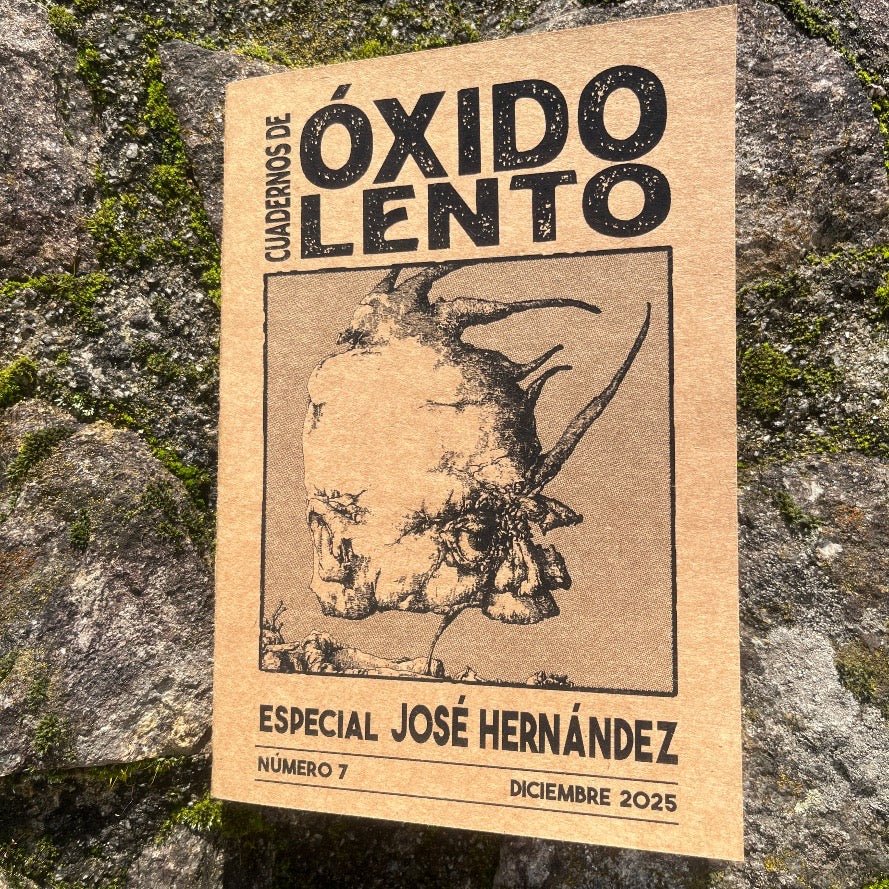 CUADERNOS DE
ÓXIDO
LENTO
ESPECIAL JOSÉ HERNÁNDEZ
NÚMERO 7
DICIEMBRE 2025